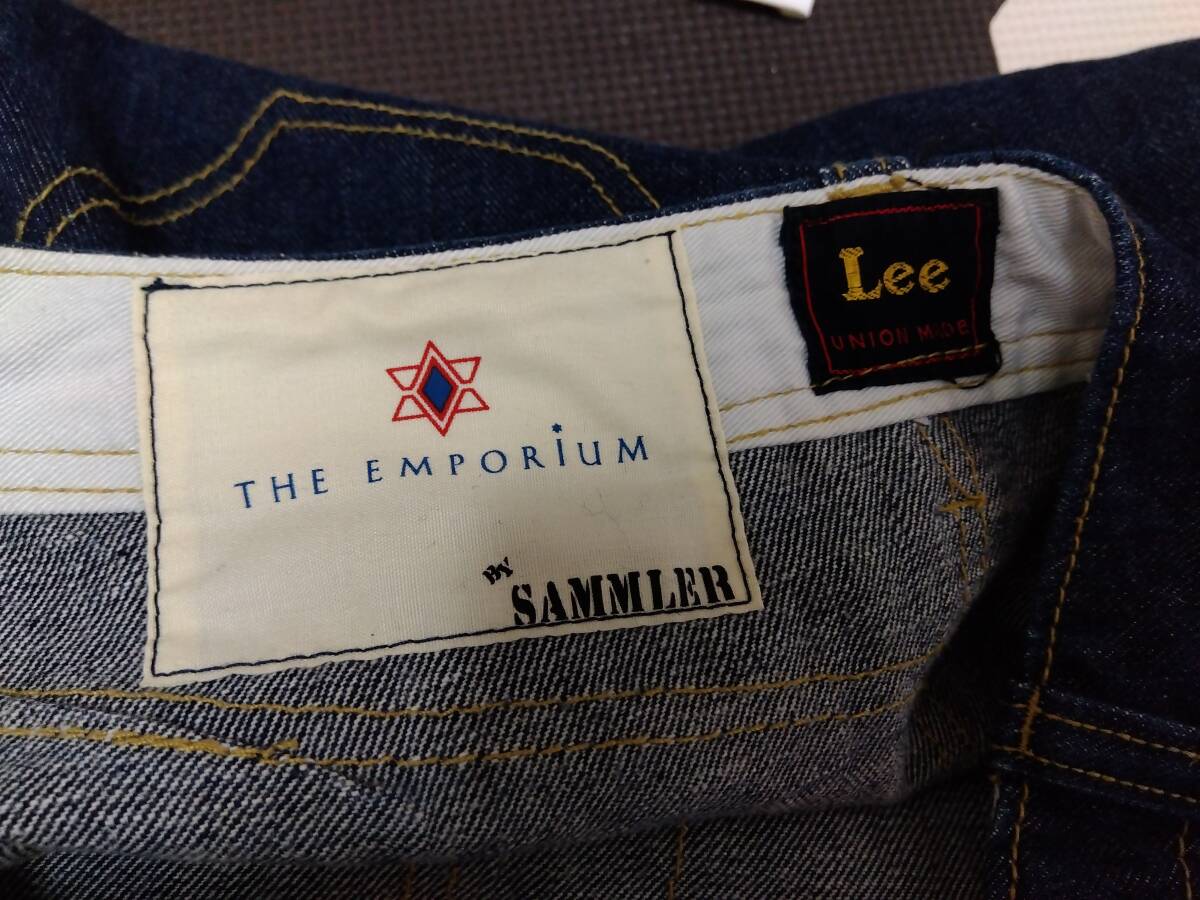 THE EMPORiUM
BY
SAMMLER
Lee
UNION MADE